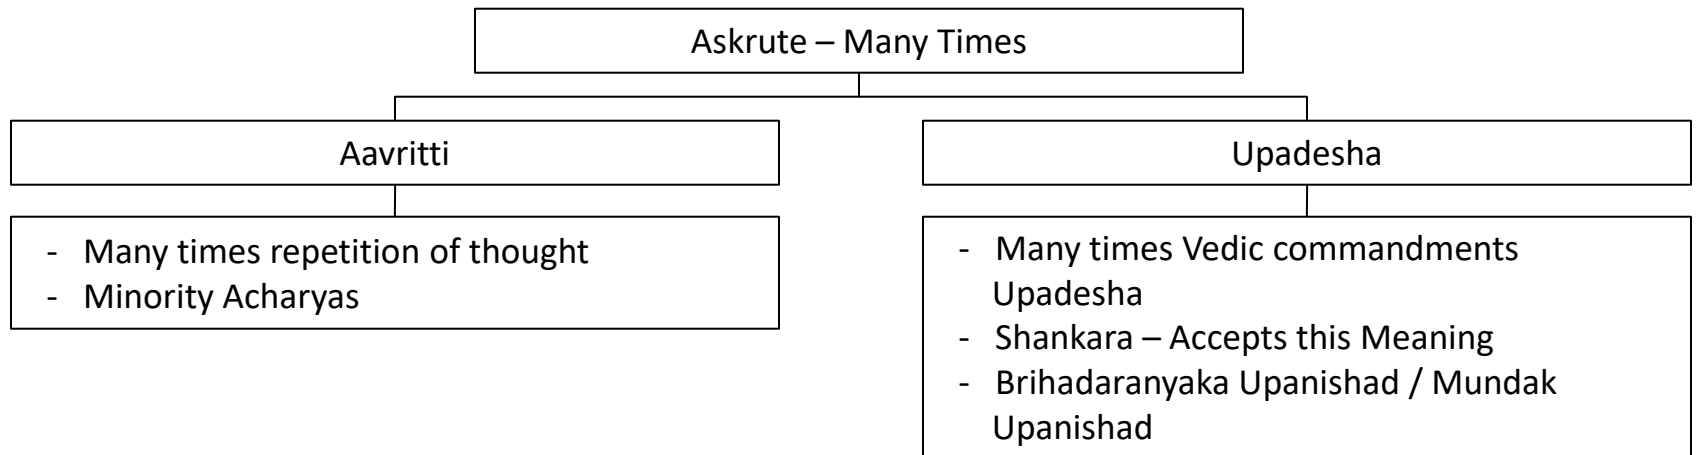 Askrute – Many Times
Aavritti
- Many times repetition of thought
- Minority Acharyas
Upadesha
- Many times Vedic commandments
Upadesha
- Shankara – Accepts this Meaning
- Brihadaranyaka Upanishad / Mundak
Upanishad